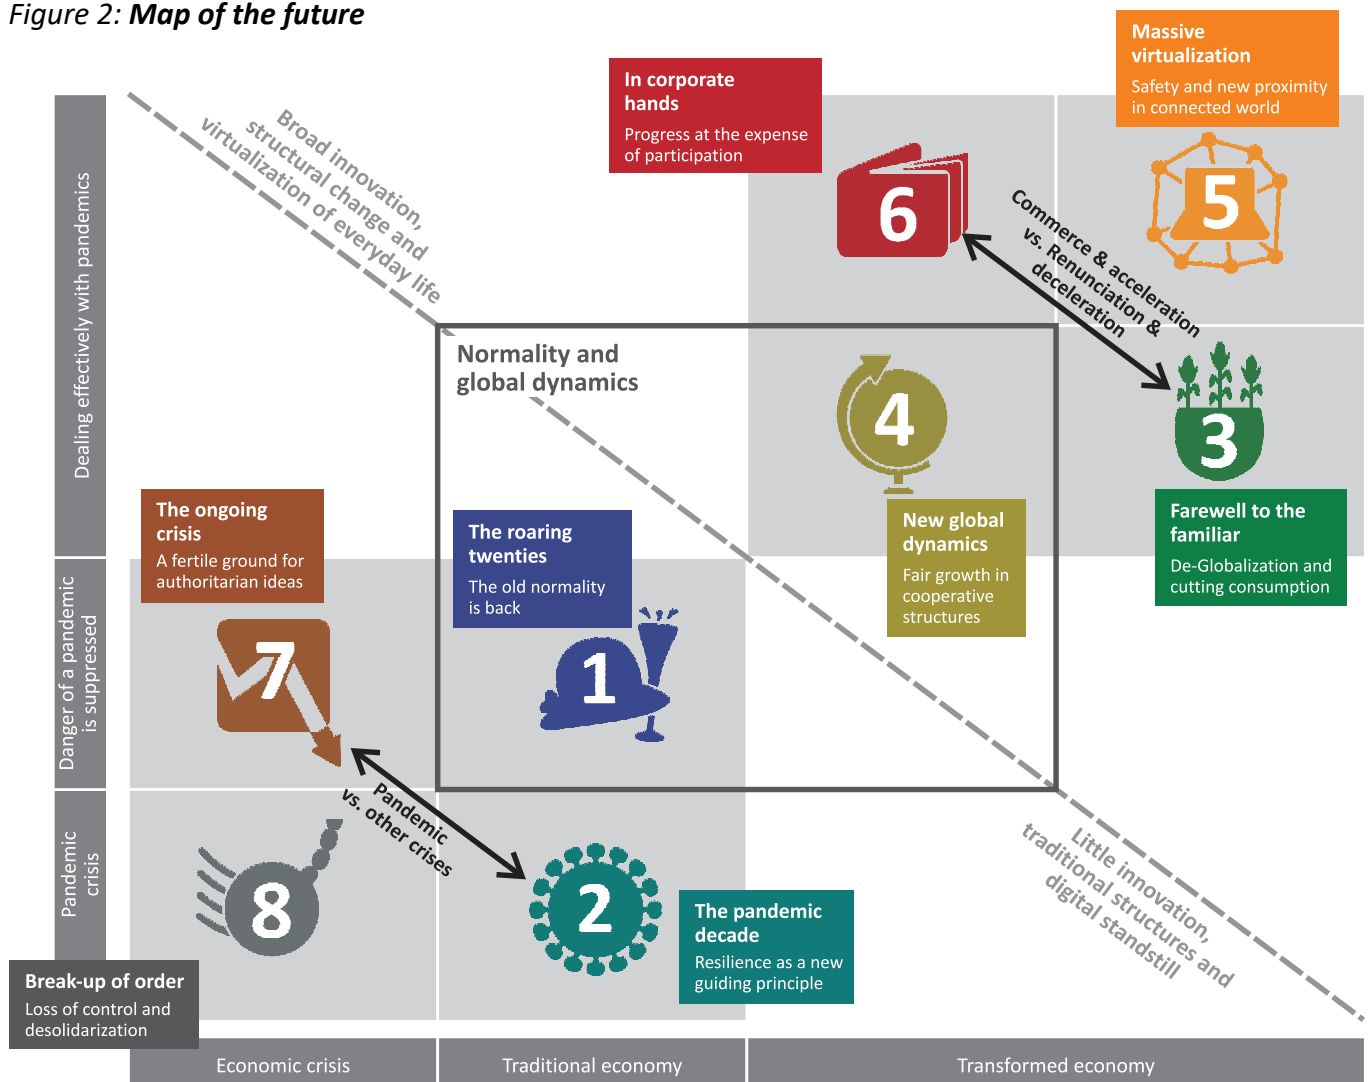 Figure 2: Map of the future
In corporate
hands
Progress at the expense
of participation
Massive
virtualization
Safety and new proximity
in connected world
Broad innovation,
structural change and
virtualization of everyday life
6
5
Commerce & acceleration
vs. Renunciation &
deceleration
Dealing effectively with pandemics
Normality and
global dynamics
4
3
The ongoing
crisis
A fertile ground for
authoritarian ideas
The roaring
twenties
The old normality
is back
New global
dynamics
Fair growth in
cooperative
structures
Farewell to the
familiar
De-Globalization and
cutting consumption
Danger of a pandemic
is suppressed
7
1
Pandemic
vs. other crises
Pandemic
crisis
8
2
The pandemic
decade
Resilience as a new
guiding principle
Little innovation,
traditional structures and
digital standstill
Break-up of order
Loss of control and
desolidarization
Economic crisis
Traditional economy
Transformed economy